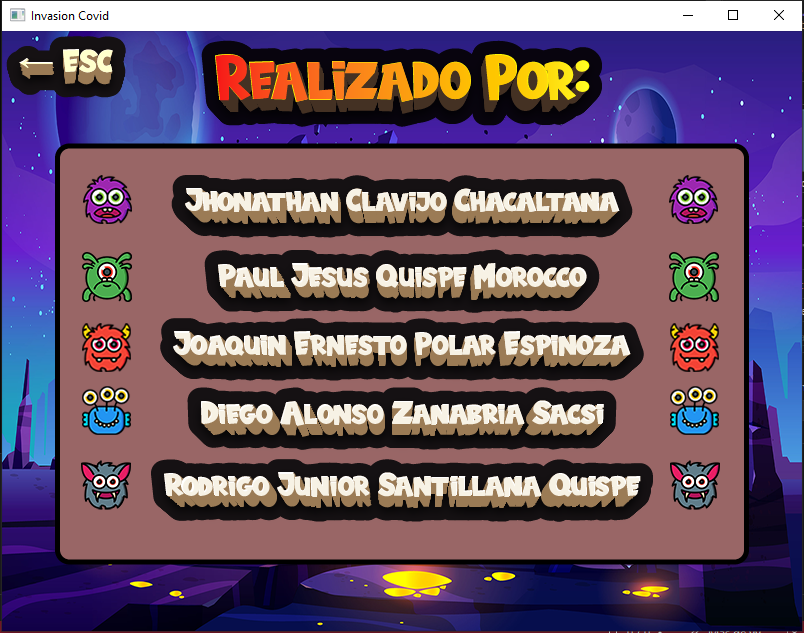 Invasion Covid
← ESC
Realizado Por:
Jhonathan Clavijo Chacaltana
Paul Jesus Quispe Morocco
Joaquin Ernesto Polar Espinoza
Diego Alonso Zanabria Sacsi
Rodrigo Junior Santillana Quispe